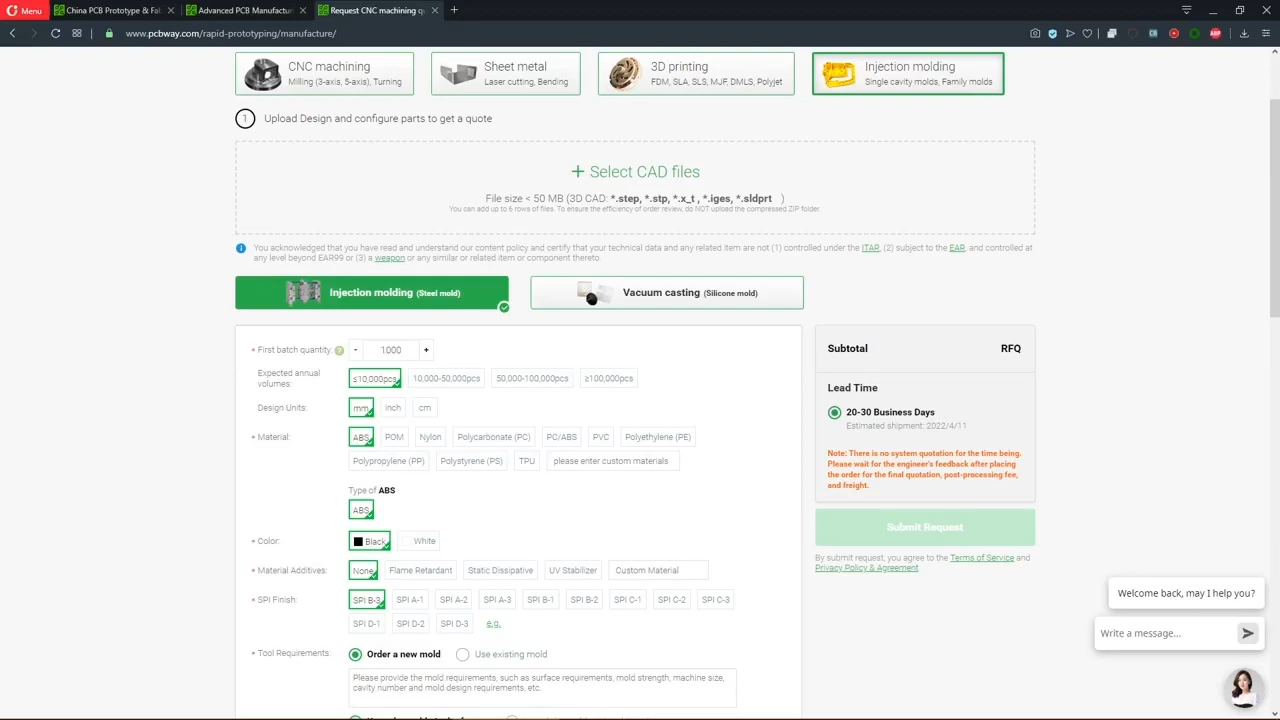 Menu
China PCB Prototype & Fal
Advanced PCB Manufactur
Request CNC machining q
www.pcbway.com/rapid-prototyping/manufacture/
CNC machining
Milling (3-axis, 5-axis), Turning
Sheet metal
Laser cutting, Bending
3D printing
FDM, SLA, SLS, MJF, DMLS, Polyjet
Injection molding
Single cavity molds, Family molds
1 Upload Design and configure parts to get a quote
+ Select CAD files
File size < 50 MB (3D CAD: *.step, *.stp, *.x_t , *.iges, *.sldprt )
You can add up to 6 rows of files. To ensure the efficiency of order review, do NOT upload the compressed ZIP folder.
You acknowledged that you have read and understand our content policy and certify that your technical data and any related item are not (1) controlled under the ITAR, (2) subject to the EAR, and controlled at
any level beyond EAR99 or (3) a weapon or any similar or related item or component thereto.
Injection molding (Steel mold)
Vacuum casting (Silicone mold)
* First batch quantity: ? - 1000 +
Expected annual
volumes:
≤10,000pcs 10,000-50,000pcs 50,000-100,000pcs ≥100,000pcs
Design Units: mm inch cm
* Material: ABS POM Nylon Polycarbonate (PC) PC/ABS PVC Polyethylene (PE)
Polypropylene (PP) Polystyrene (PS) TPU please enter custom materials
Type of ABS
ABS
* Color: Black White
* Material Additives: None Flame Retardant Static Dissipative UV Stabilizer Custom Material
* SPI Finish: SPI B-3 SPI A-1 SPI A-2 SPI A-3 SPI B-1 SPI B-2 SPI C-1 SPI C-2 SPI C-3
SPI D-1 SPI D-2 SPI D-3 e.g.
* Tool Requirements: Order a new mold Use existing mold
Please provide the mold requirements, such as surface requirements, mold strength, machine size,
cavity number and mold design requirements, etc.
Subtotal RFQ
Lead Time
20-30 Business Days
Estimated shipment: 2022/4/11
Note: There is no system quotation for the time being.
Please wait for the engineer's feedback after placing
the order for the final quotation, post-processing fee,
and freight.
Submit Request
By submit request, you agree to the Terms of Service and
Privacy Policy & Agreement
Welcome back, may I help you?
Write a message...